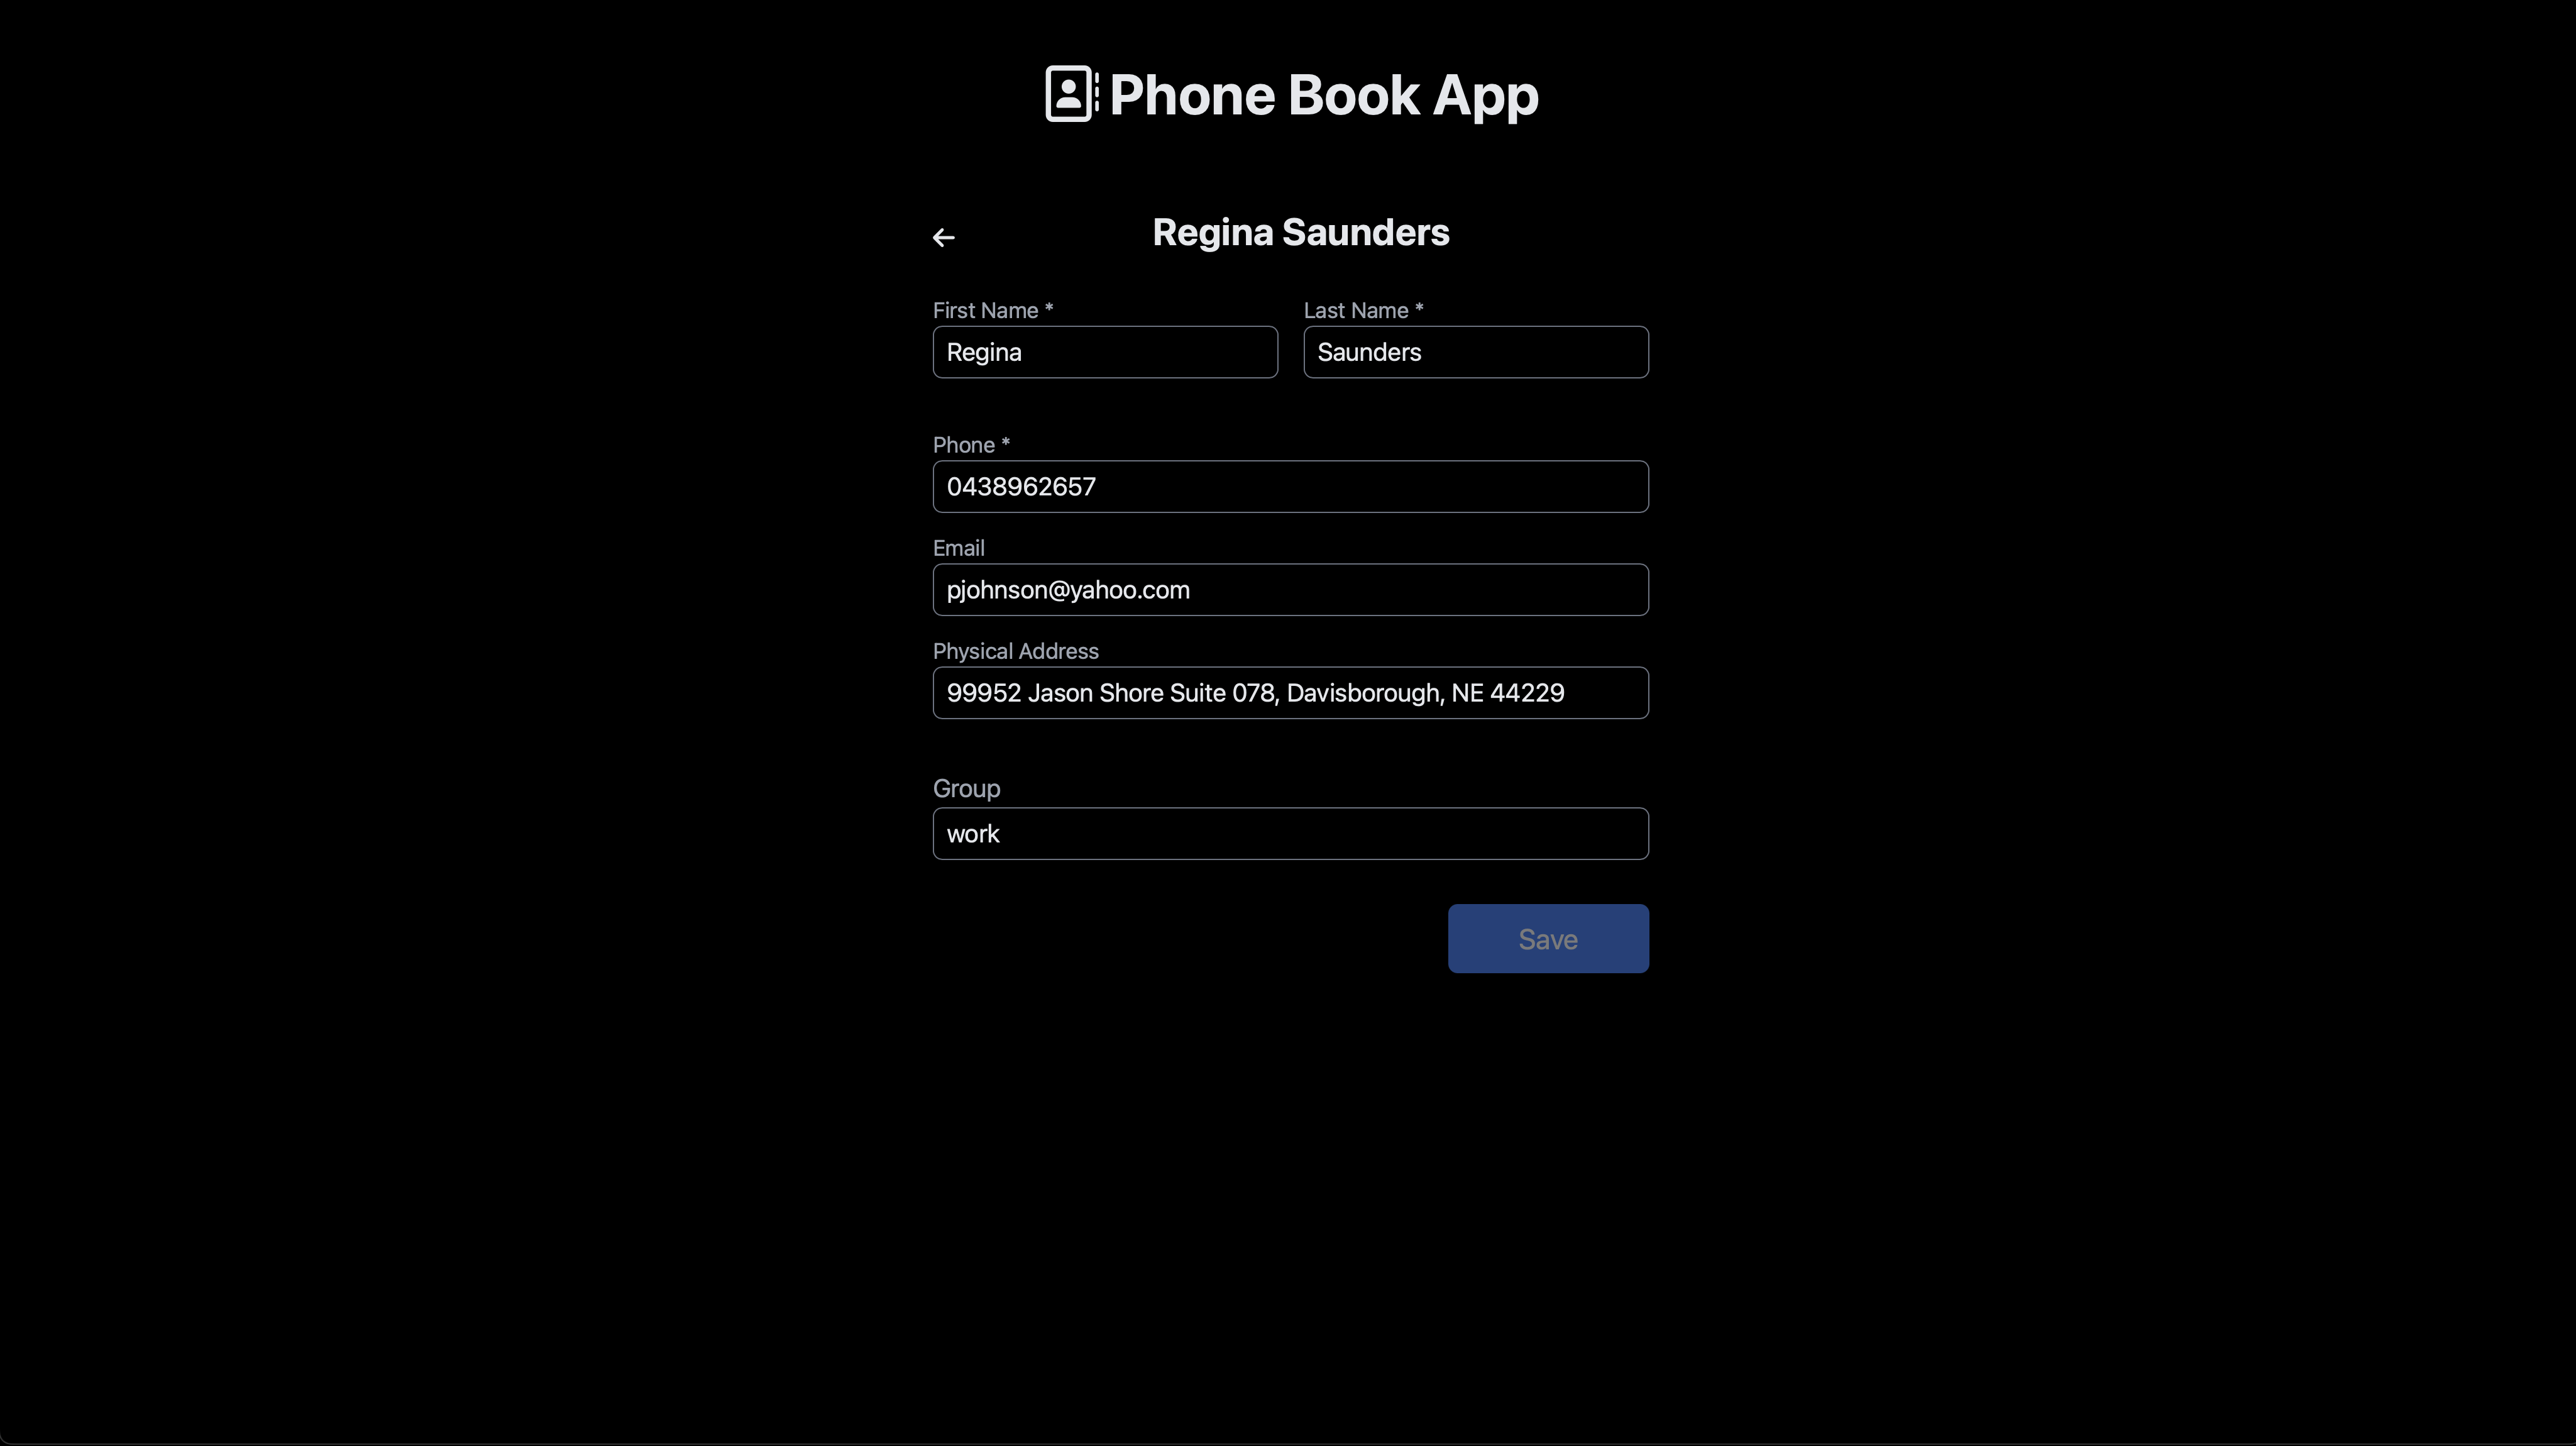 Phone Book App
Regina Saunders
First Name * Last Name *
Regina Saunders
Phone *
0438962657
Email
pjohnson@yahoo.com
Physical Address
99952 Jason Shore Suite 078, Davisborough, NE 44229
Group
work
Save